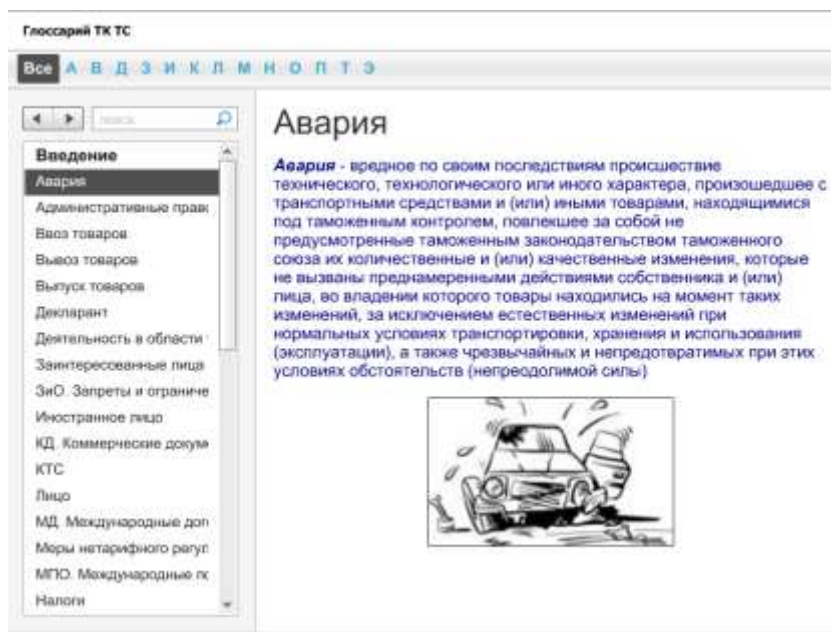 Глоссарий ТК ТС
Все А В Д З И К Л М Н О П Т Э
поиск
Введение
Авария
Административные праве
Ввоз товаров
Вывоз товаров
Выпуск товаров
Декларант
Деятельность в области
Заинтересованные лица
ЗиО. Запреты и ограниче
Иностранное лицо
КД. Коммерческие докуме
КТС
Лицо
МД. Международные дог
Меры нетарифного регул
МПО. Международные пс
Налоги
Авария
Авария - вредное по своим последствиям происшествие
технического, технологического или иного характера, произошедшее с
транспортными средствами и (или) иными товарами, находящимися
под таможенным контролем, повлекшее за собой не
предусмотренные таможенным законодательством таможенного
союза их количественные и (или) качественные изменения, которые
не вызваны преднамеренными действиями собственника и (или)
лица, во владении которого товары находились на момент таких
изменений, за исключением естественных изменений при
нормальных условиях транспортировки, хранения и использования
(эксплуатации), а также чрезвычайных и непредотвратимых при этих
условиях обстоятельств (непреодолимой силы)